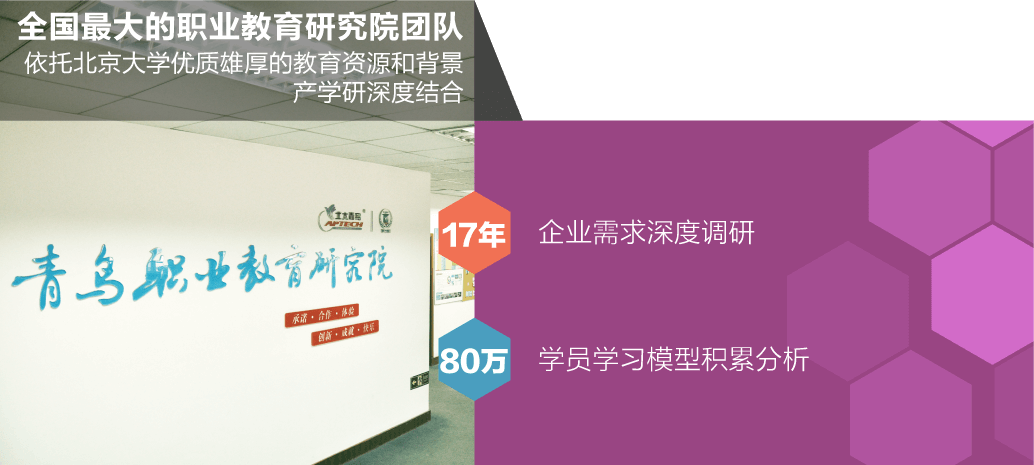 全国最大的职业教育研究院团队
依托北京大学优质雄厚的教育资源和背景
产学研深度结合
北大青鸟
APTECH
青鸟职业教育研究院
承诺·合作·体验
创新·成就·快乐
17年
企业需求深度调研
80万
学员学习模型积累分析